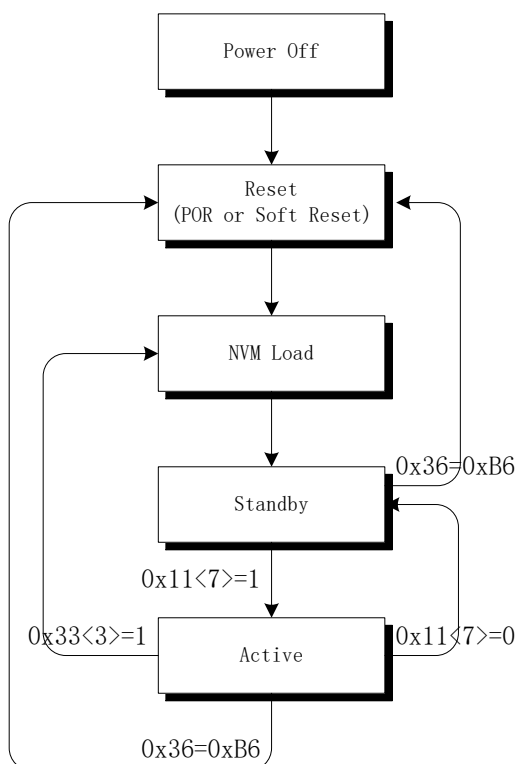 Power Off
Reset
(POR or Soft Reset)
NVM Load
0x36=0xB6
Standby
0x11<7>=1
0x33<3>=1
0x11<7>=0
Active
0x36=0xB6